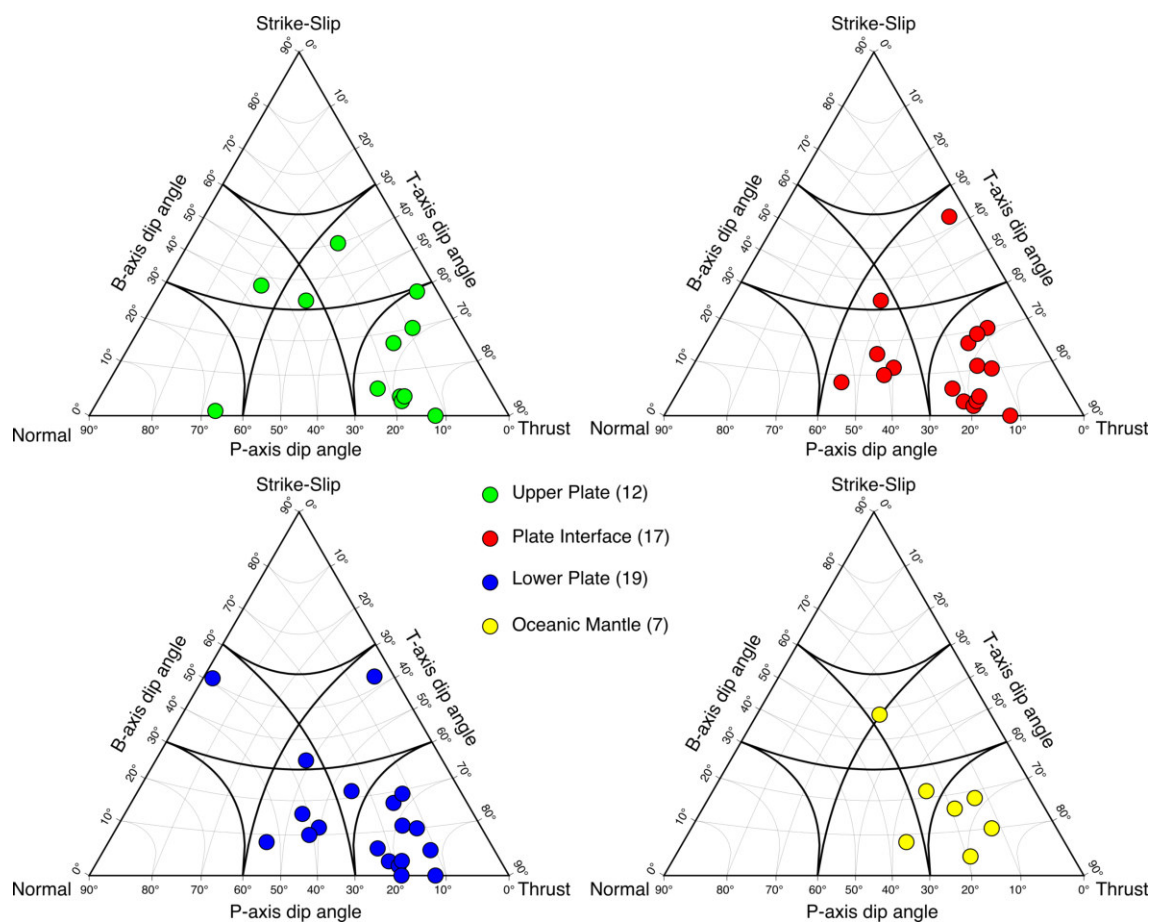 Strike-Slip
90° 0°
80° 10°
70° 20°
60° 30°
50° 40°
40° 50°
30° 60°
20° 70°
10° 80°
0° 90°
B-axis dip angle
T-axis dip angle
Normal
Thrust
90° 80° 70° 60° 50° 40° 30° 20° 10° 0°
P-axis dip angle
Strike-Slip
90° 0°
80° 10°
70° 20°
60° 30°
50° 40°
40° 50°
30° 60°
20° 70°
10° 80°
0° 90°
B-axis dip angle
T-axis dip angle
Normal
Thrust
90° 80° 70° 60° 50° 40° 30° 20° 10° 0°
P-axis dip angle
Upper Plate (12)
Plate Interface (17)
Lower Plate (19)
Oceanic Mantle (7)
Strike-Slip
90° 0°
80° 10°
70° 20°
60° 30°
50° 40°
40° 50°
30° 60°
20° 70°
10° 80°
0° 90°
B-axis dip angle
T-axis dip angle
Normal
Thrust
90° 80° 70° 60° 50° 40° 30° 20° 10° 0°
P-axis dip angle
Strike-Slip
90° 0°
80° 10°
70° 20°
60° 30°
50° 40°
40° 50°
30° 60°
20° 70°
10° 80°
0° 90°
B-axis dip angle
T-axis dip angle
Normal
Thrust
90° 80° 70° 60° 50° 40° 30° 20° 10° 0°
P-axis dip angle